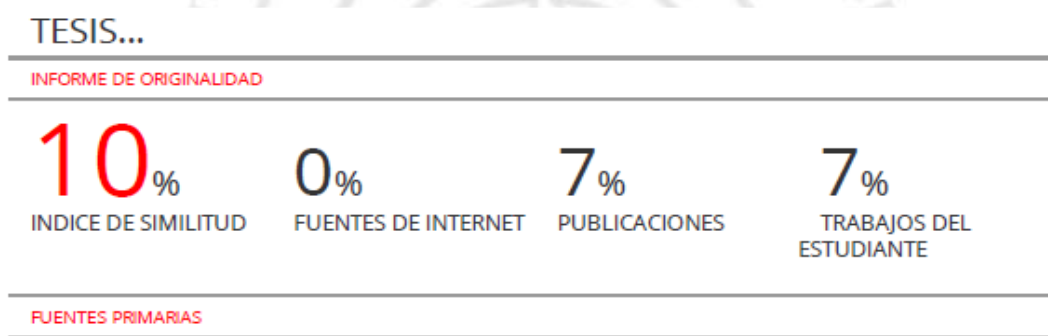 TESIS...
INFORME DE ORIGINALIDAD
10% 0% 7% 7%
INDICE DE SIMILITUD FUENTES DE INTERNET PUBLICACIONES TRABAJOS DEL
ESTUDIANTE
FUENTES PRIMARIAS